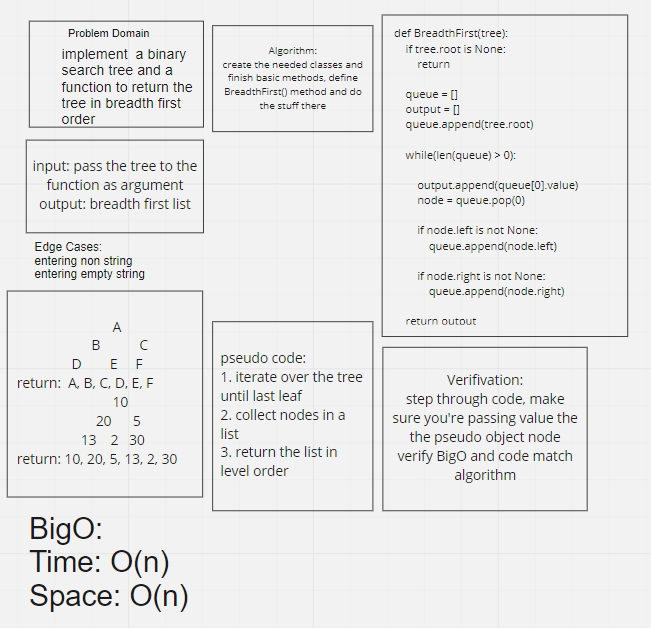 Problem Domain
implement a binary
search tree and a
function to return the
tree in breadth first
order
Algorithm:
create the needed classes and
finish basic methods, define
BreadthFirst() method and do
the stuff there
def BreadthFirst(tree):
if tree.root is None:
return
queue = []
output = []
queue.append(tree.root)
while(len(queue) > 0):
output.append(queue[0].value)
node = queue.pop(0)
if node.left is not None:
queue.append(node.left)
if node.right is not None:
queue.append(node.right)
return outout
input: pass the tree to the
function as argument
output: breadth first list
Edge Cases:
entering non string
entering empty string
A
B C
D E F
return: A, B, C, D, E, F
10
20 5
13 2 30
return: 10, 20, 5, 13, 2, 30
pseudo code:
1. iterate over the tree
until last leaf
2. collect nodes in a
list
3. return the list in
level order
Verifivation:
step through code, make
sure you're passing value the
the pseudo object node
verify BigO and code match
algorithm
BigO:
Time: O(n)
Space: O(n)